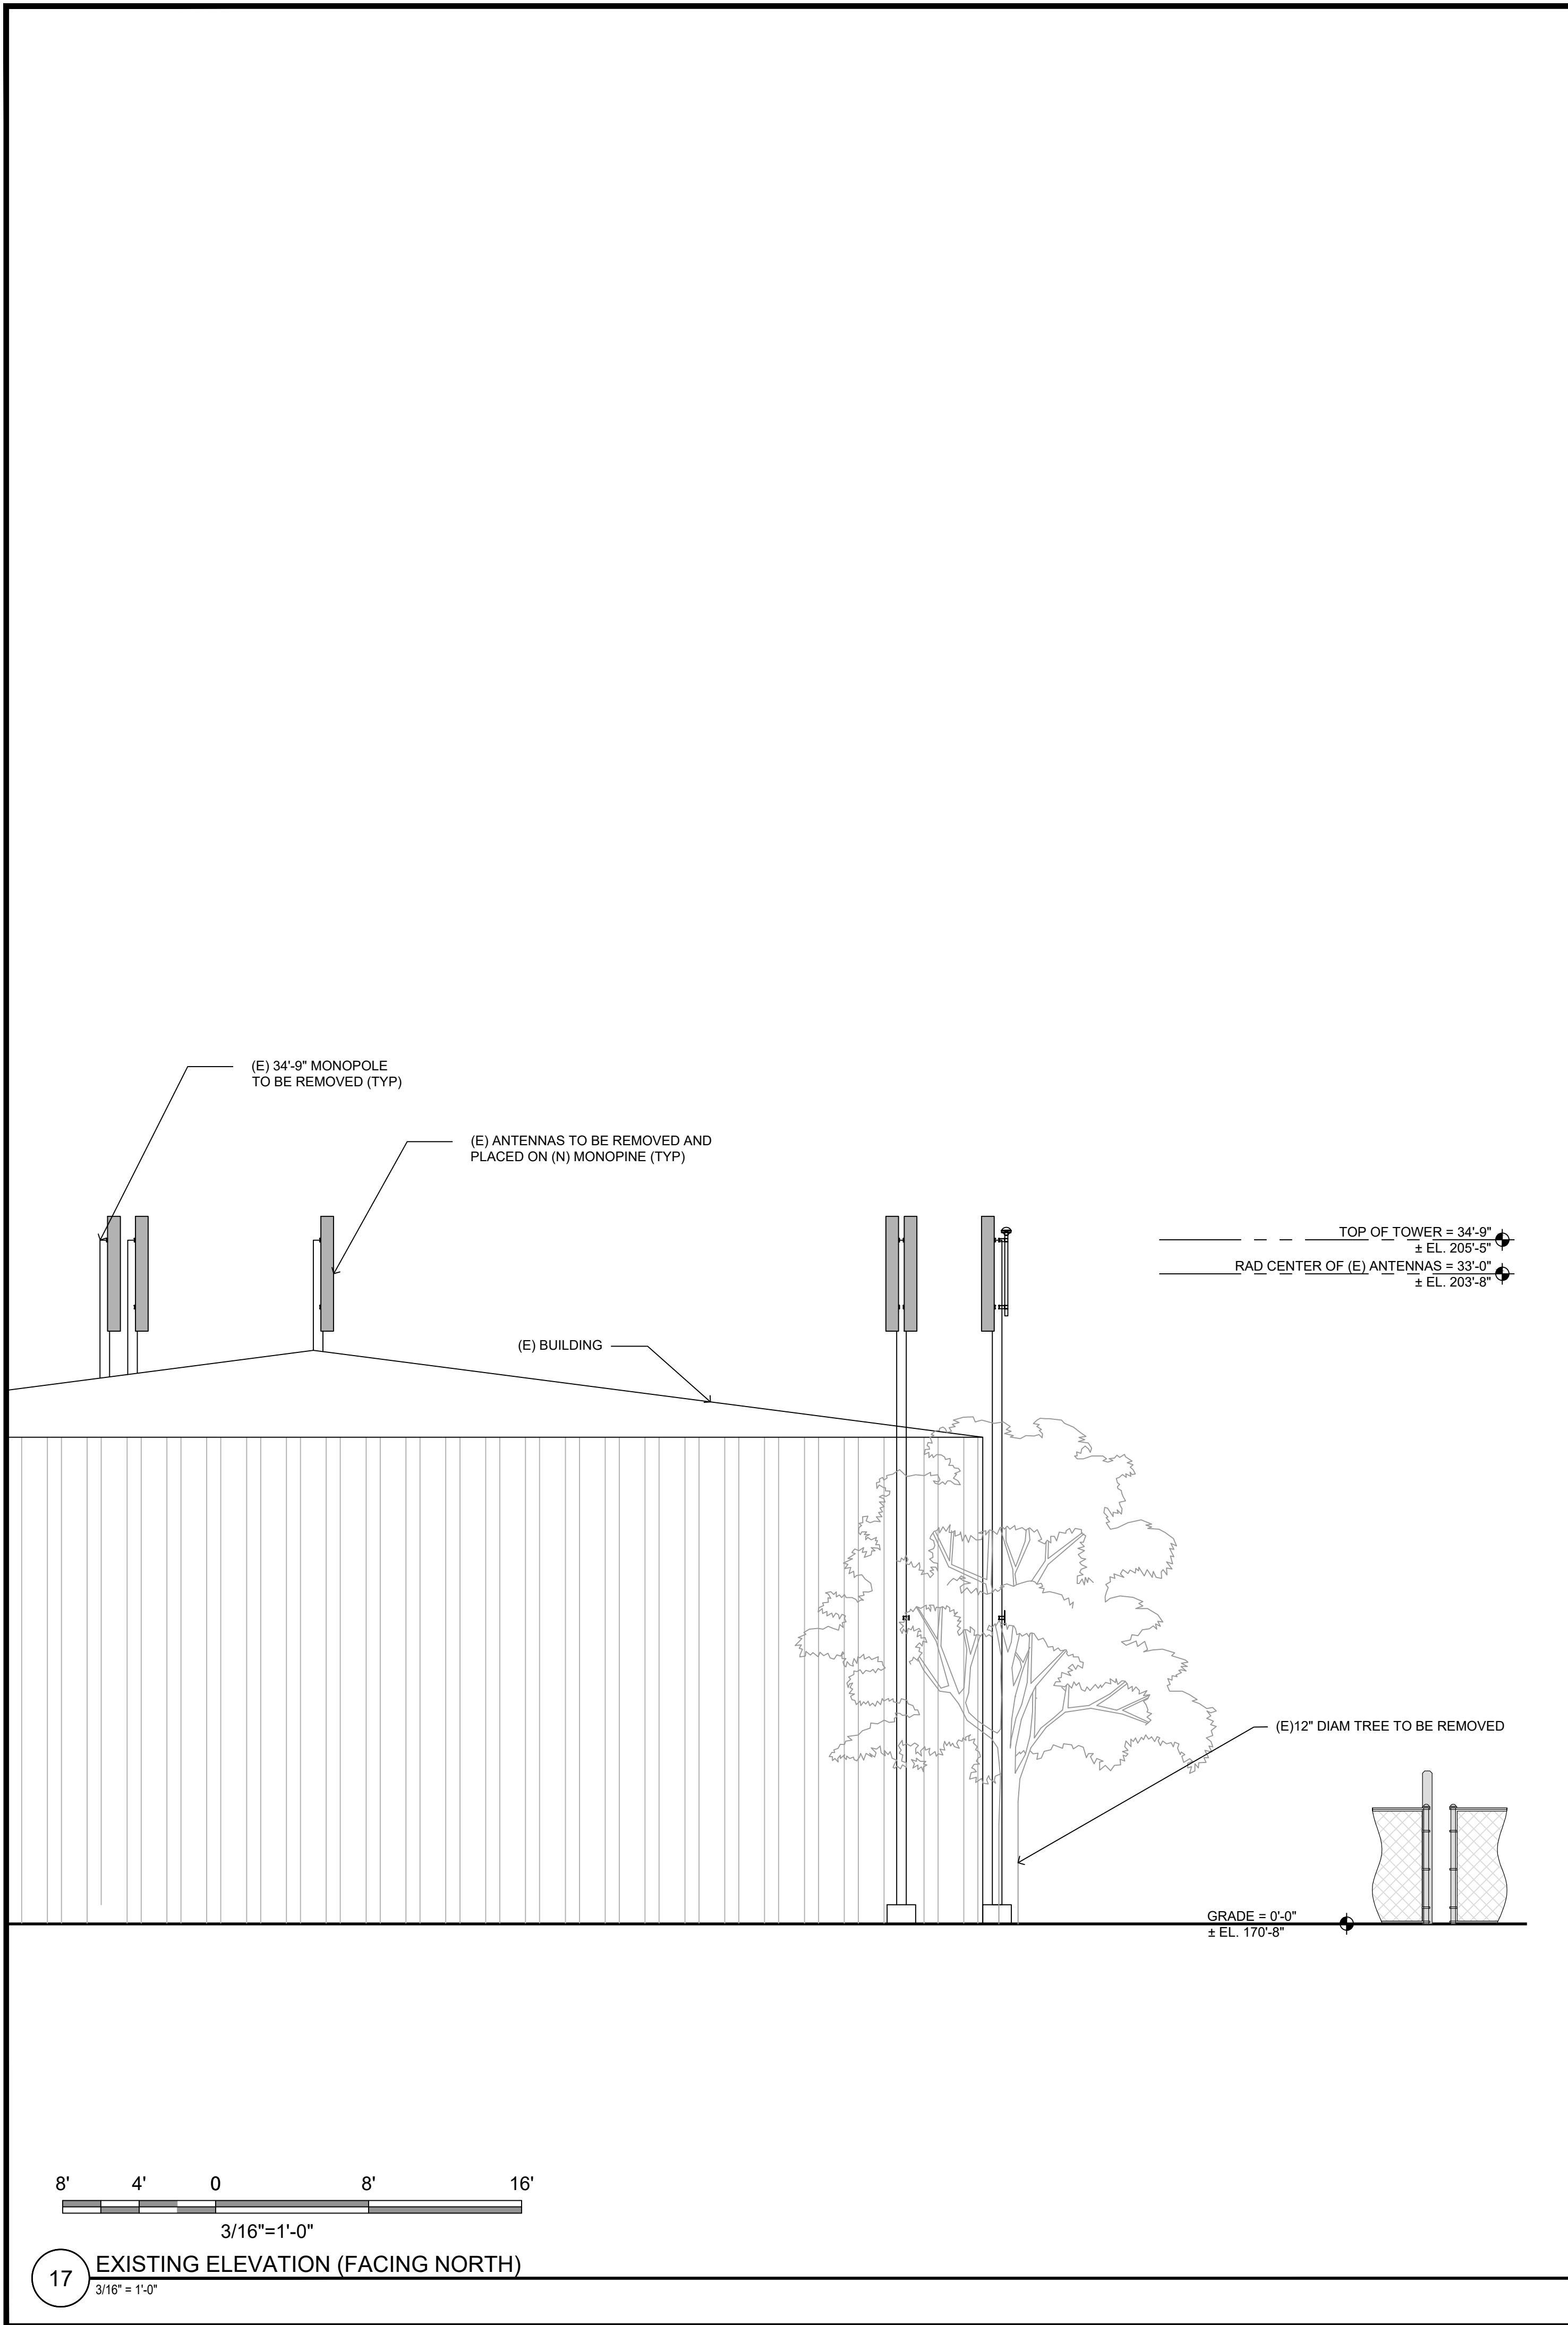 (E) 34'-9" MONOPOLE
TO BE REMOVED (TYP)
(E) ANTENNAS TO BE REMOVED AND
PLACED ON (N) MONOPINE (TYP)
TOP OF TOWER = 34'-9"
± EL. 205'-5"
RAD CENTER OF (E) ANTENNAS = 33'-0"
± EL. 203'-8"
(E) BUILDING
(E)12" DIAM TREE TO BE REMOVED
GRADE = 0'-0"
± EL. 170'-8"
8' 4' 0 8' 16'
3/16"=1'-0"
17 EXISTING ELEVATION (FACING NORTH)
3/16" = 1'-0"